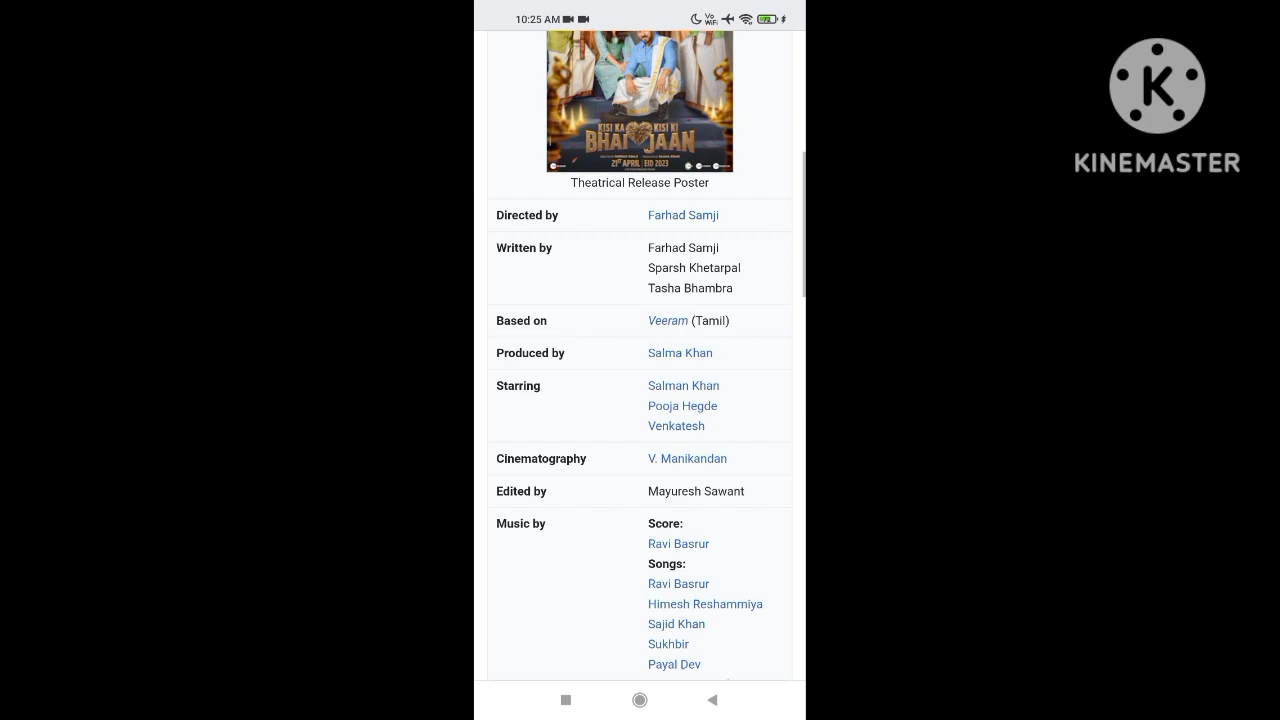 10:25 AM
Vo
WiFi
KISI KA KISI KI
BHAI JAAN
21ST APRIL | EID 2023
Theatrical Release Poster
Directed by Farhad Samji
Written by Farhad Samji
Sparsh Khetarpal
Tasha Bhambra
Based on Veeram (Tamil)
Produced by Salma Khan
Starring Salman Khan
Pooja Hegde
Venkatesh
Cinematography V. Manikandan
Edited by Mayuresh Sawant
Music by Score:
Ravi Basrur
Songs:
Ravi Basrur
Himesh Reshammiya
Sajid Khan
Sukhbir
Payal Dev
K
KINEMASTER